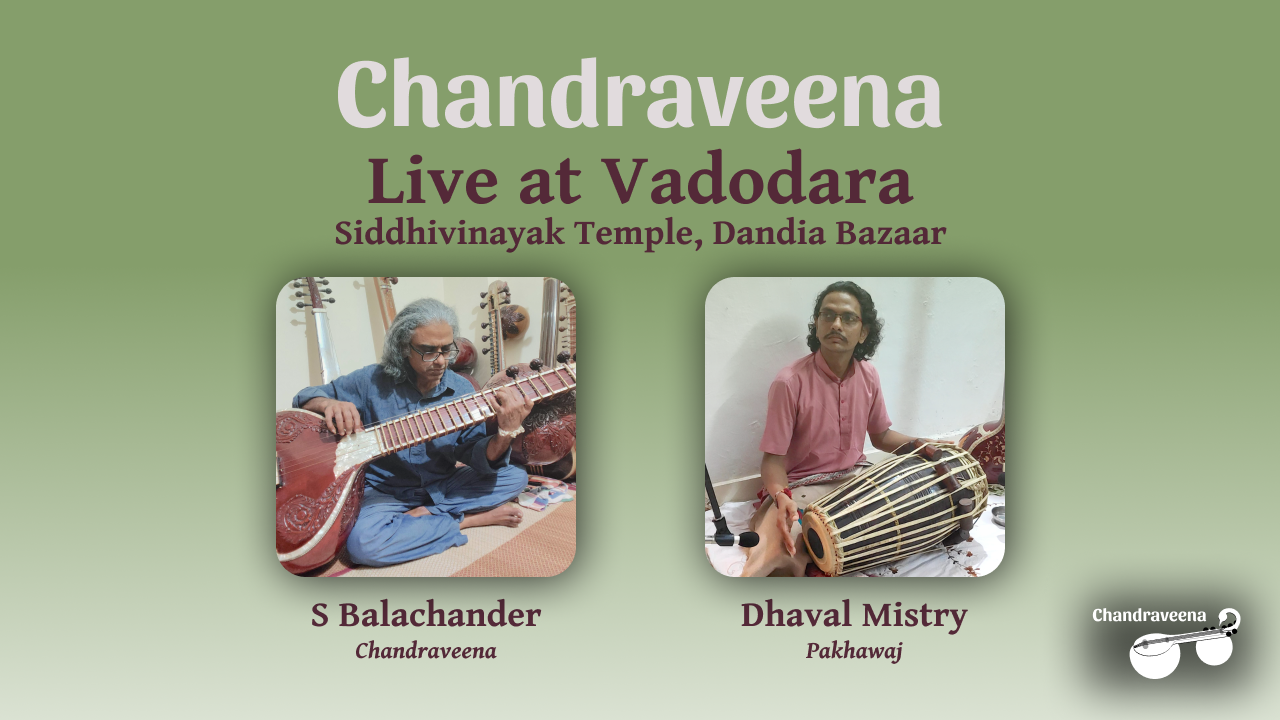 Chandraveena
Live at Vadodara
Siddhivinayak Temple, Dandia Bazaar
S Balachander
Chandraveena
Dhaval Mistry
Pakhawaj
Chandraveena